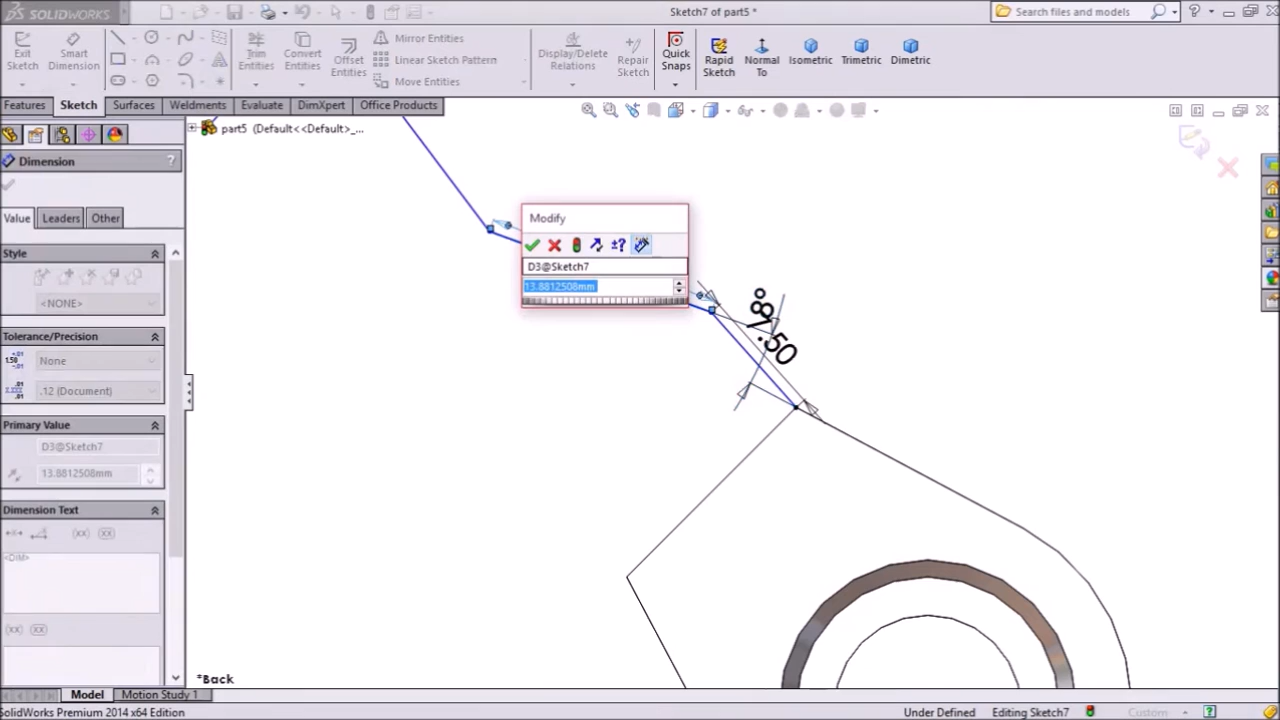 SOLIDWORKS
Sketch7 of part5 *
Search files and models
Exit Sketch
Smart Dimension
Trim Entities
Convert Entities
Offset Entities
Mirror Entities
Linear Sketch Pattern
Move Entities
Display/Delete Relations
Repair Sketch
Quick Snaps
Rapid Sketch
Normal To
Isometric
Trimetric
Dimetric
Features
Sketch
Surfaces
Weldments
Evaluate
DimXpert
Office Products
part5 (Default<<Default>_...
Dimension
?
Value
Leaders
Other
Style
<NONE>
Tolerance/Precision
None
.12 (Document)
Primary Value
D3@Sketch7
13.8812508mm
Dimension Text
<DIM>
Modify
D3@Sketch7
13.8812508mm
*Back
Model
Motion Study 1
SolidWorks Premium 2014 x64 Edition
Under Defined
Editing Sketch7
Custom